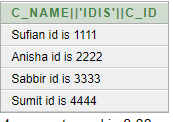 C_NAME||'IDIS'||C_ID
Sufian id is 1111
Anisha id is 2222
Sabbir id is 3333
Sumit id is 4444